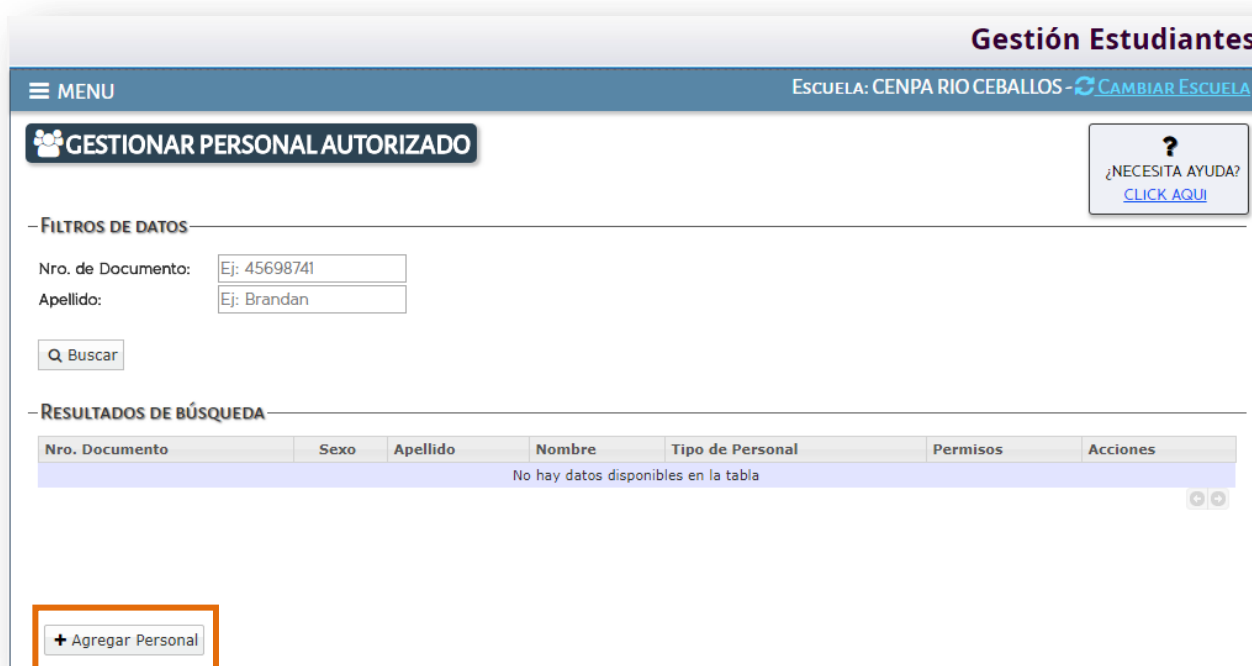 Gestión Estudiantes
MENU
ESCUELA: CENPA RIO CEBALLOS - CAMBIAR ESCUELA
GESTIONAR PERSONAL AUTORIZADO
?
¿NECESITA AYUDA?
CLICK AQUI
FILTROS DE DATOS
Nro. de Documento: Ej: 45698741
Apellido: Ej: Brandan
Buscar
RESULTADOS DE BÚSQUEDA
Nro. Documento Sexo Apellido Nombre Tipo de Personal Permisos Acciones
No hay datos disponibles en la tabla
+ Agregar Personal